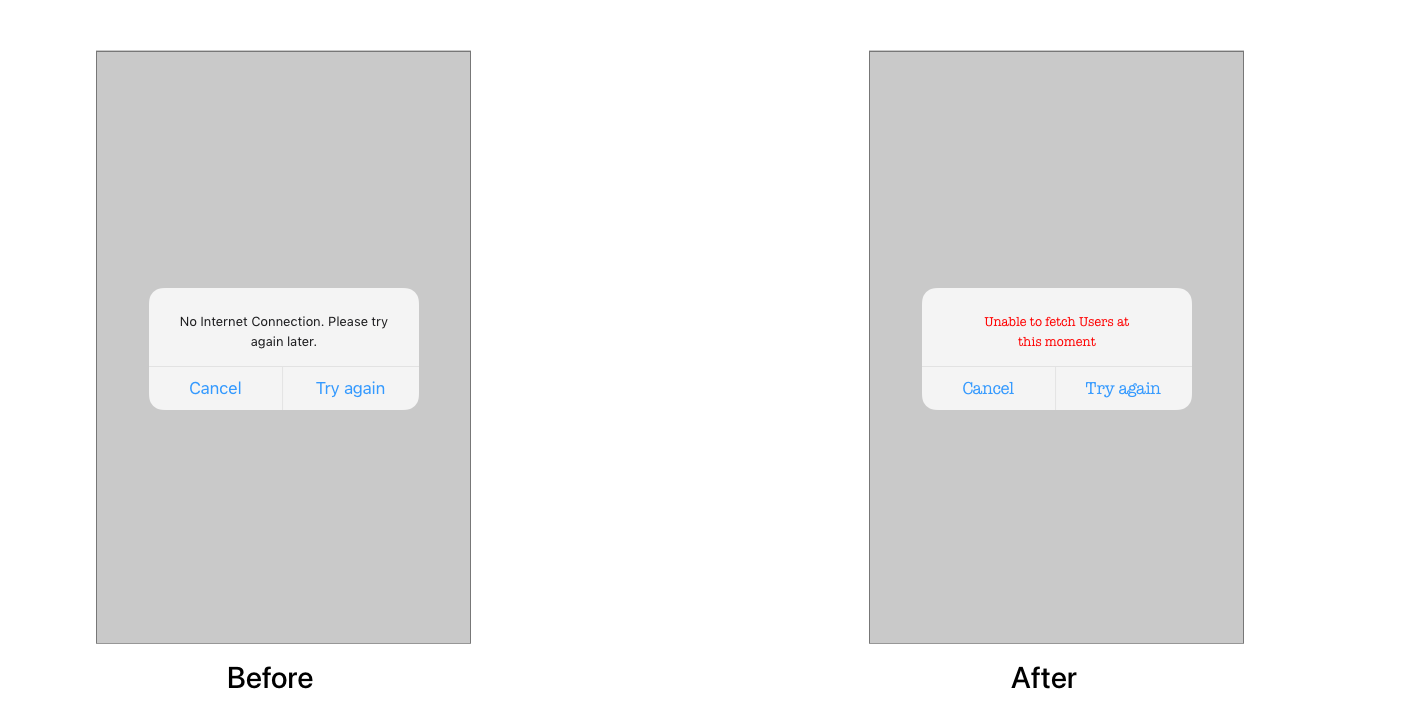 No Internet Connection. Please try
again later.
Cancel
Try again
Before
Unable to fetch Users at
this moment
Cancel
Try again
After